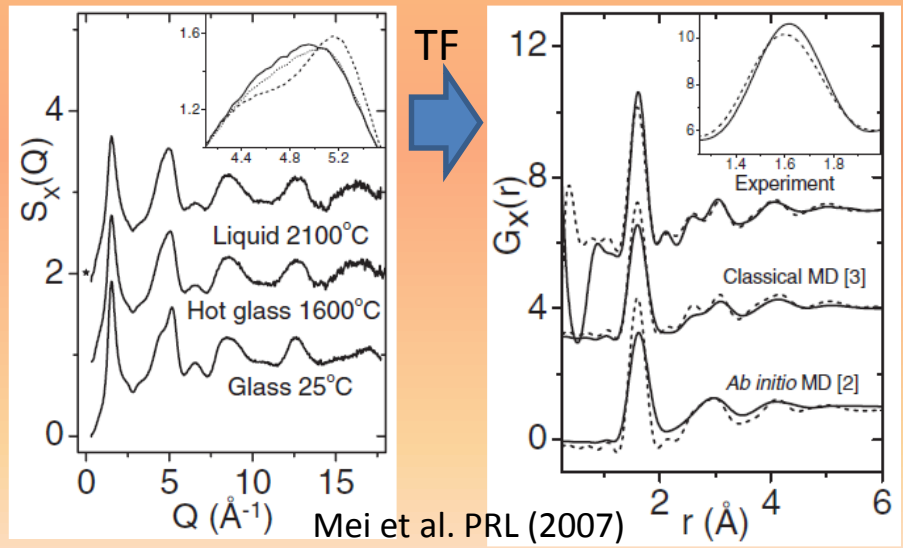 S_x(Q)
4
2
0
*
1.6
1.2
4.4 4.8 5.2
Liquid 2100°C
Hot glass 1600°C
Glass 25°C
0 5 10 15
Q (Å⁻¹)
TF
G_x(r)
12
8
4
0
10
8
6
1.4 1.6 1.8
Experiment
Classical MD [3]
Ab initio MD [2]
2 4 6
r (Å)
Mei et al. PRL (2007)